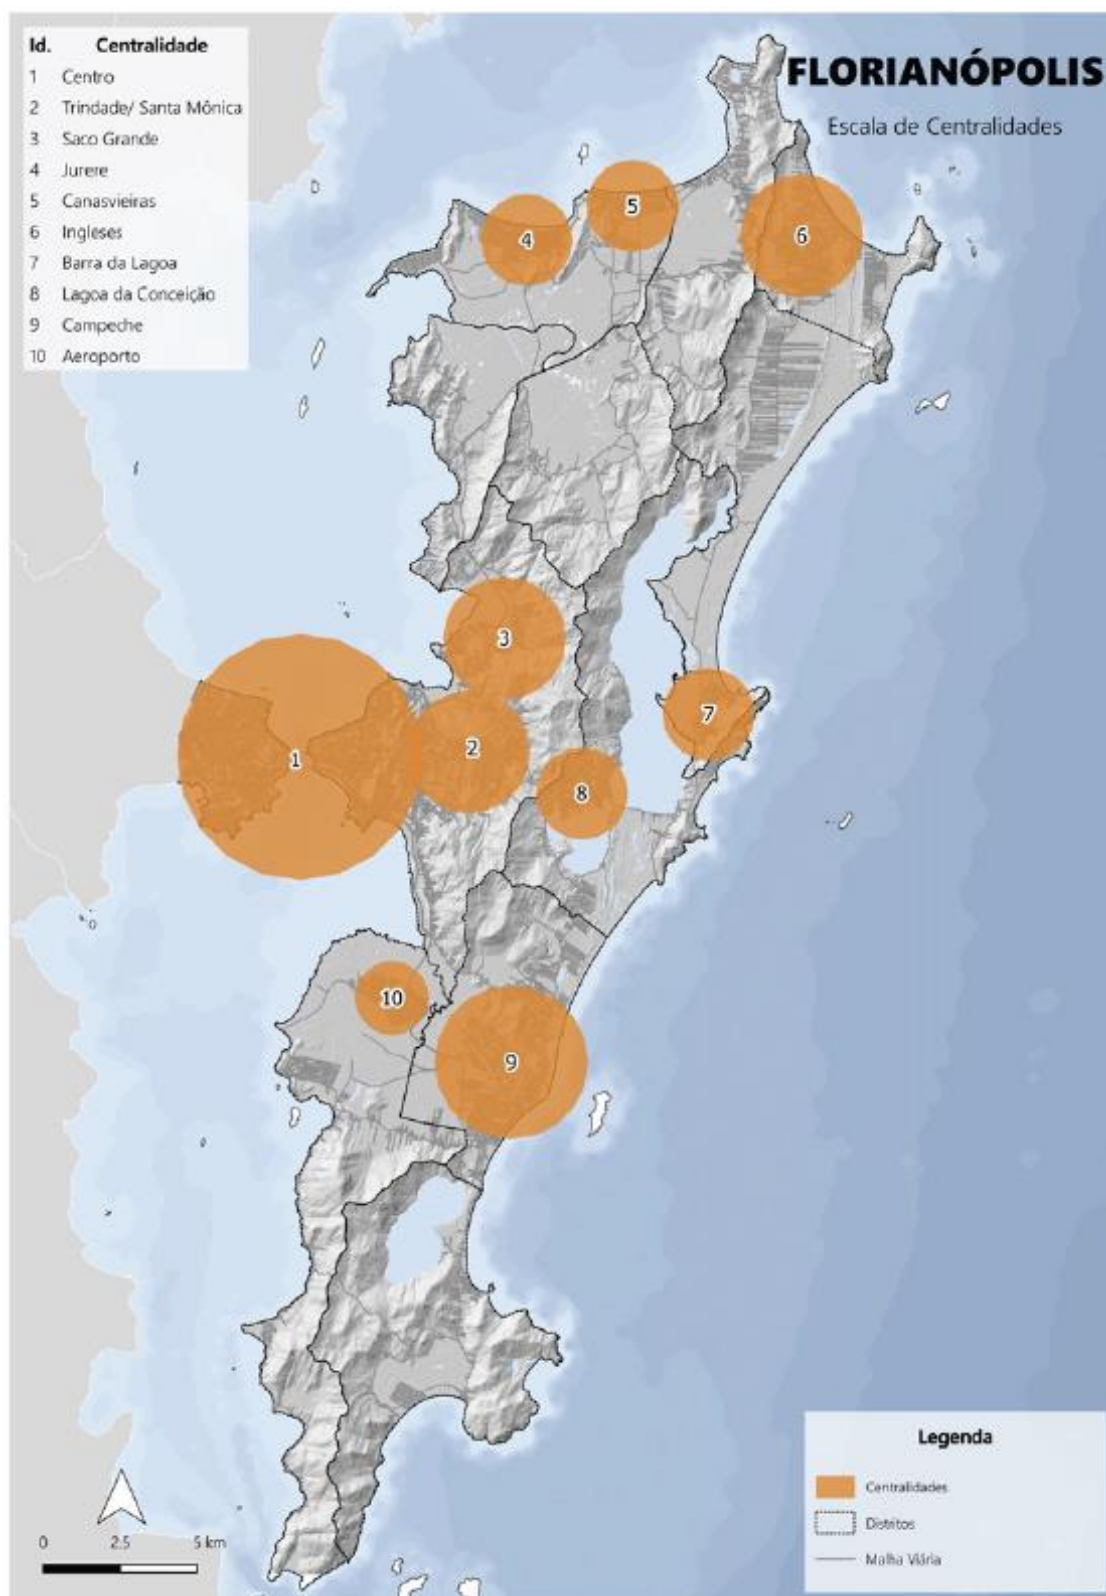 Id. Centralidade
1 Centro
2 Trindade/ Santa Mônica
3 Saco Grande
4 Jurere
5 Canasvieiras
6 Ingleses
7 Barra da Lagoa
8 Lagoa da Conceição
9 Campeche
10 Aeroporto
FLORIANÓPOLIS
Escala de Centralidades
5
4
6
3
7
2
1
8
10
9
Legenda
Centralidades
Distritos
Malha Viária
0 2.5 5 km